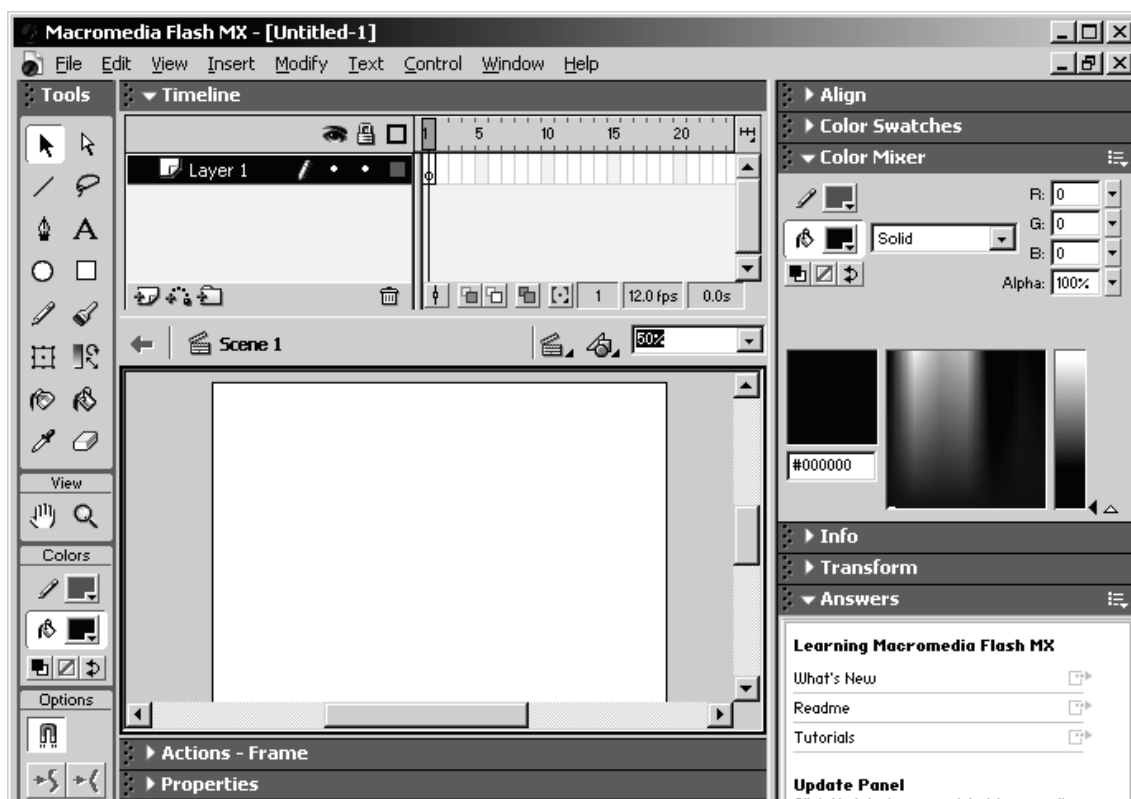 Macromedia Flash MX - [Untitled-1]
File Edit View Insert Modify Text Control Window Help
Tools
Timeline
1 5 10 15 20
Layer 1
1 12.0 fps 0.0s
Scene 1
50%
View
Colors
Options
Actions - Frame
Properties
Align
Color Swatches
Color Mixer
R: 0
G: 0
Solid
B: 0
Alpha: 100%
#000000
Info
Transform
Answers
Learning Macromedia Flash MX
What's New
Readme
Tutorials
Update Panel